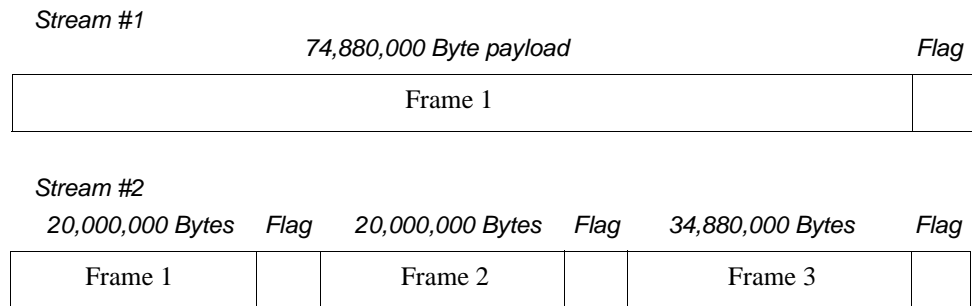 Stream #1
74,880,000 Byte payload Flag
Frame 1
Stream #2
20,000,000 Bytes Flag 20,000,000 Bytes Flag 34,880,000 Bytes Flag
Frame 1 Frame 2 Frame 3